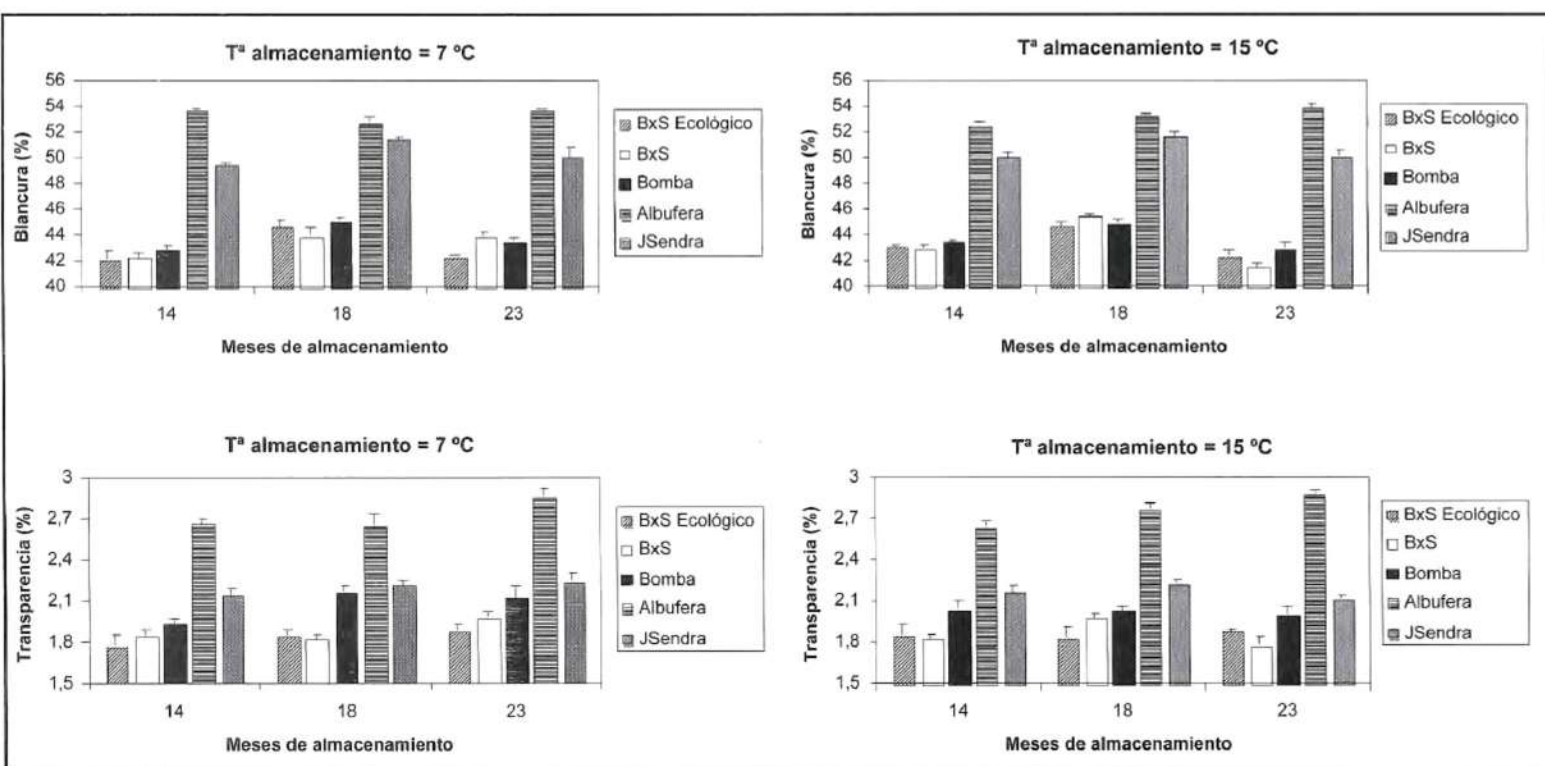 Tª almacenamiento = 7 ºC
56
54
52
50
48
46
44
42
40
Blancura (%)
14
18
23
Meses de almacenamiento
BxS Ecológico
BxS
Bomba
Albufera
JSendra
Tª almacenamiento = 15 ºC
56
54
52
50
48
46
44
42
40
Blancura (%)
14
18
23
Meses de almacenamiento
BxS Ecológico
BxS
Bomba
Albufera
JSendra
Tª almacenamiento = 7 ºC
3
2,7
2,4
2,1
1,8
1,5
Transparencia (%)
14
18
23
Meses de almacenamiento
BxS Ecológico
BxS
Bomba
Albufera
JSendra
Tª almacenamiento = 15 ºC
3
2,7
2,4
2,1
1,8
1,5
Transparencia (%)
14
18
23
Meses de almacenamiento
BxS Ecológico
BxS
Bomba
Albufera
JSendra